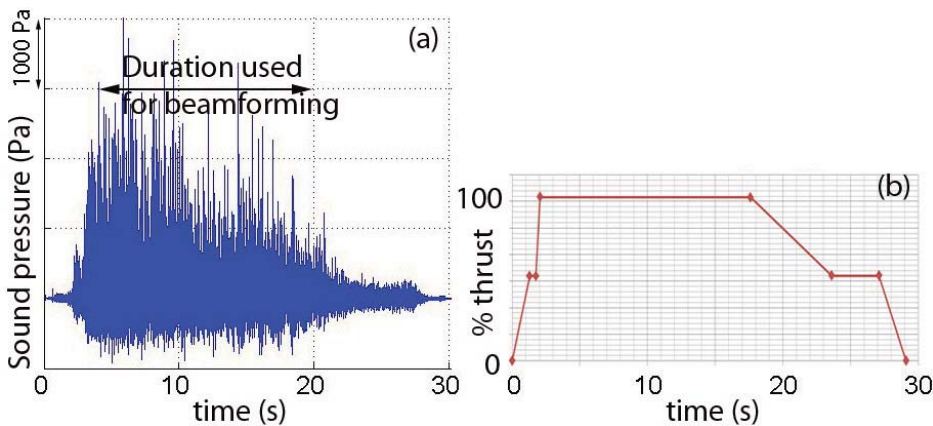 1000 Pa
Sound pressure (Pa)
(a)
Duration used
for beamforming
0 10 20 30
time (s)
(b)
% thrust
100
0
0 10 20 30
time (s)